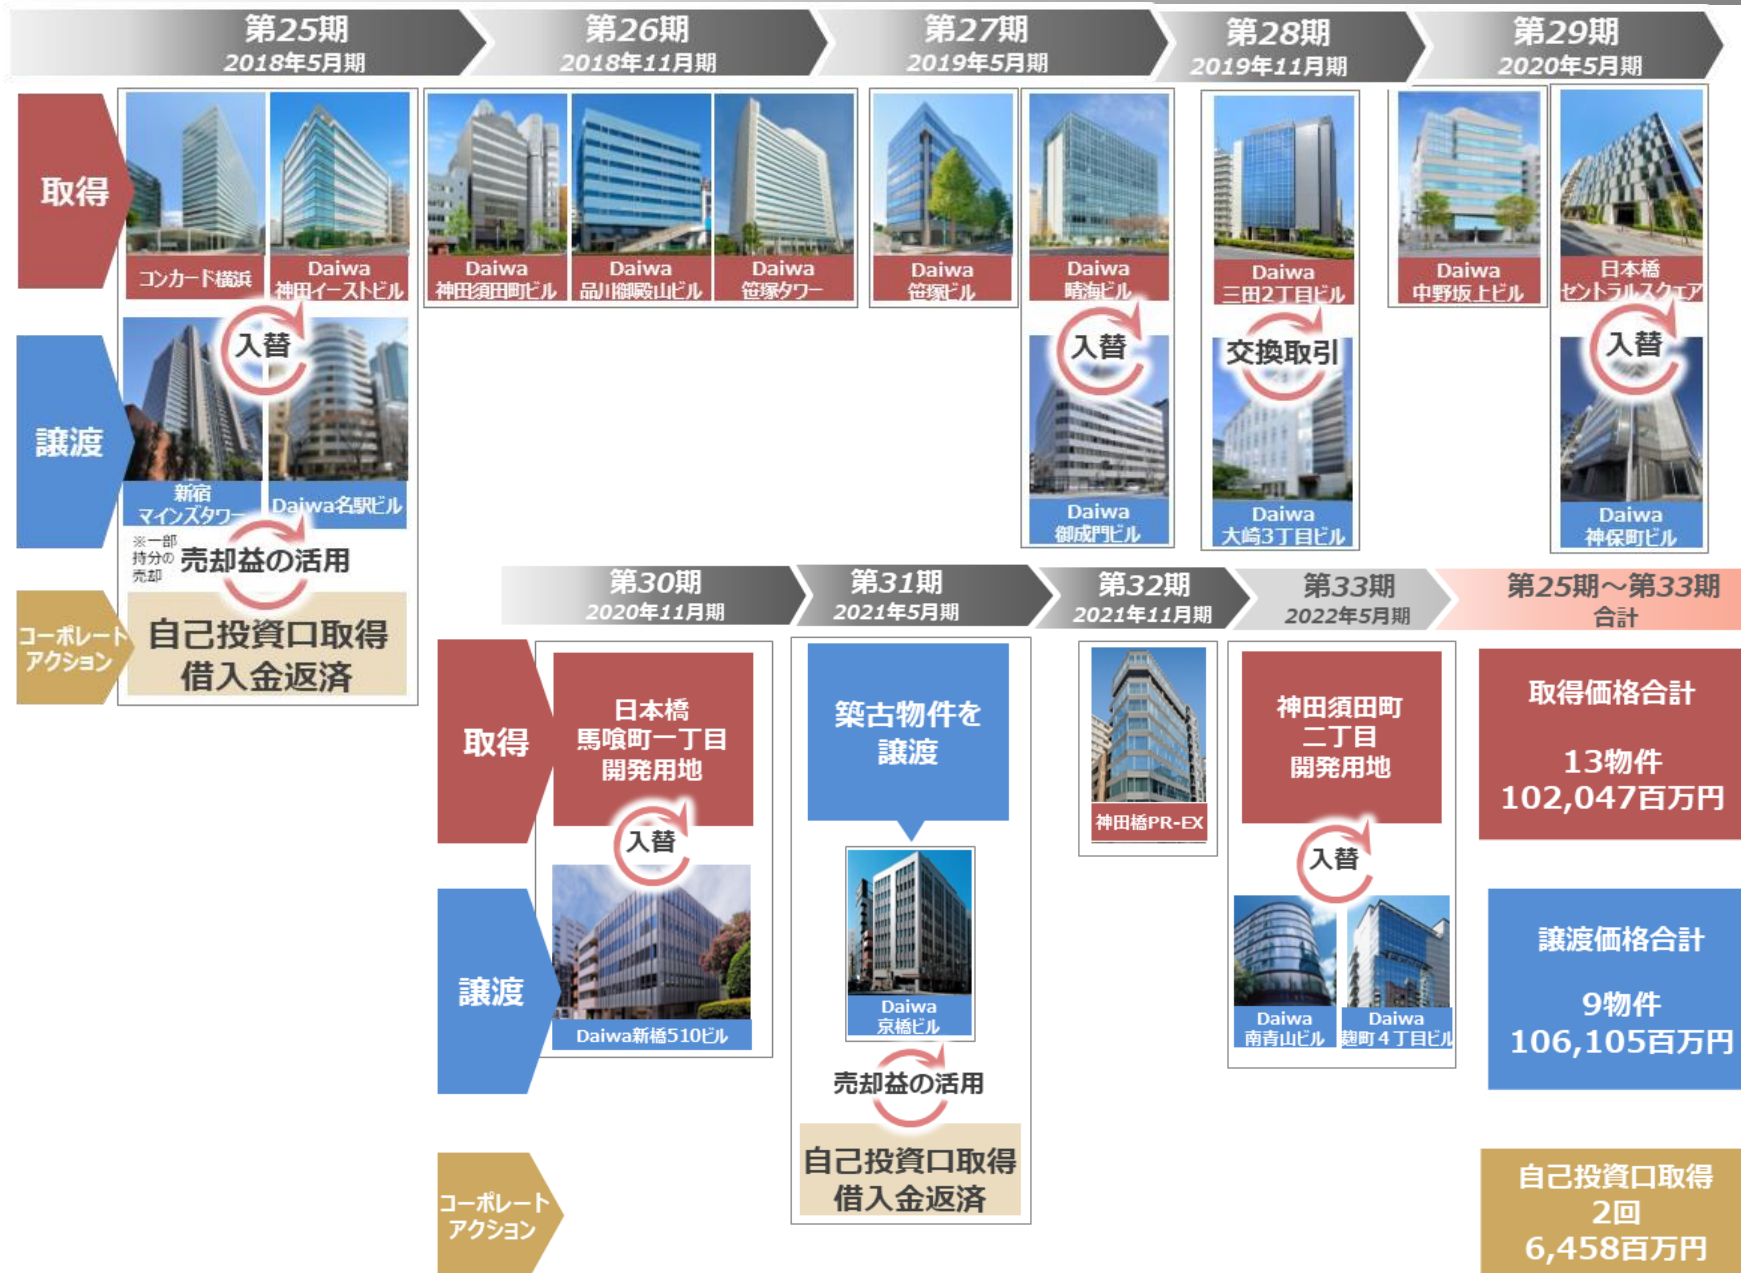 第25期
2018年5月期
第26期
2018年11月期
第27期
2019年5月期
第28期
2019年11月期
第29期
2020年5月期
取得
コンカード横浜
Daiwa
神田イーストビル
Daiwa
神田須田町ビル
Daiwa
品川御殿山ビル
Daiwa
笹塚タワー
Daiwa
笹塚ビル
Daiwa
晴海ビル
Daiwa
三田2丁目ビル
Daiwa
中野坂上ビル
日本橋
セントラルスクェア
入替
入替
交換取引
入替
譲渡
新宿
マインズタワー
Daiwa名駅ビル
Daiwa
御成門ビル
Daiwa
大崎3丁目ビル
Daiwa
神保町ビル
※一部
持分の
売却
売却益の活用
コーポレート
アクション
自己投資口取得
借入金返済
第30期
2020年11月期
第31期
2021年5月期
第32期
2021年11月期
第33期
2022年5月期
第25期～第33期
合計
取得
日本橋
馬喰町一丁目
開発用地
築古物件を
譲渡
神田橋PR-EX
神田須田町
二丁目
開発用地
取得価格合計
13物件
102,047百万円
入替
入替
譲渡
Daiwa新橋510ビル
Daiwa
京橋ビル
Daiwa
南青山ビル
Daiwa
麹町４丁目ビル
譲渡価格合計
9物件
106,105百万円
売却益の活用
コーポレート
アクション
自己投資口取得
借入金返済
自己投資口取得
2回
6,458百万円